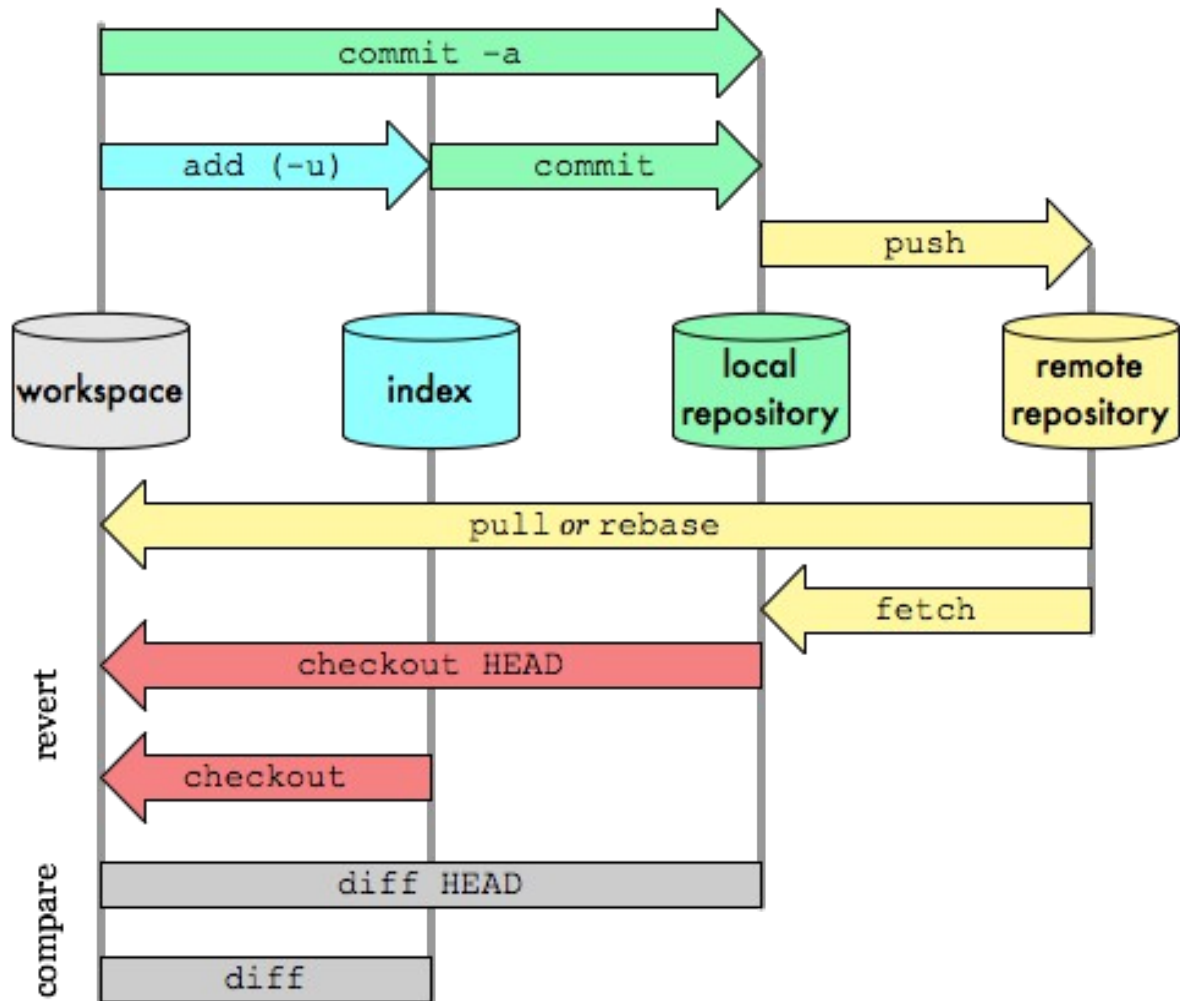 commit -a
add (-u)
commit
push
workspace
index
local
repository
remote
repository
pull or rebase
fetch
revert
checkout HEAD
checkout
compare
diff HEAD
diff